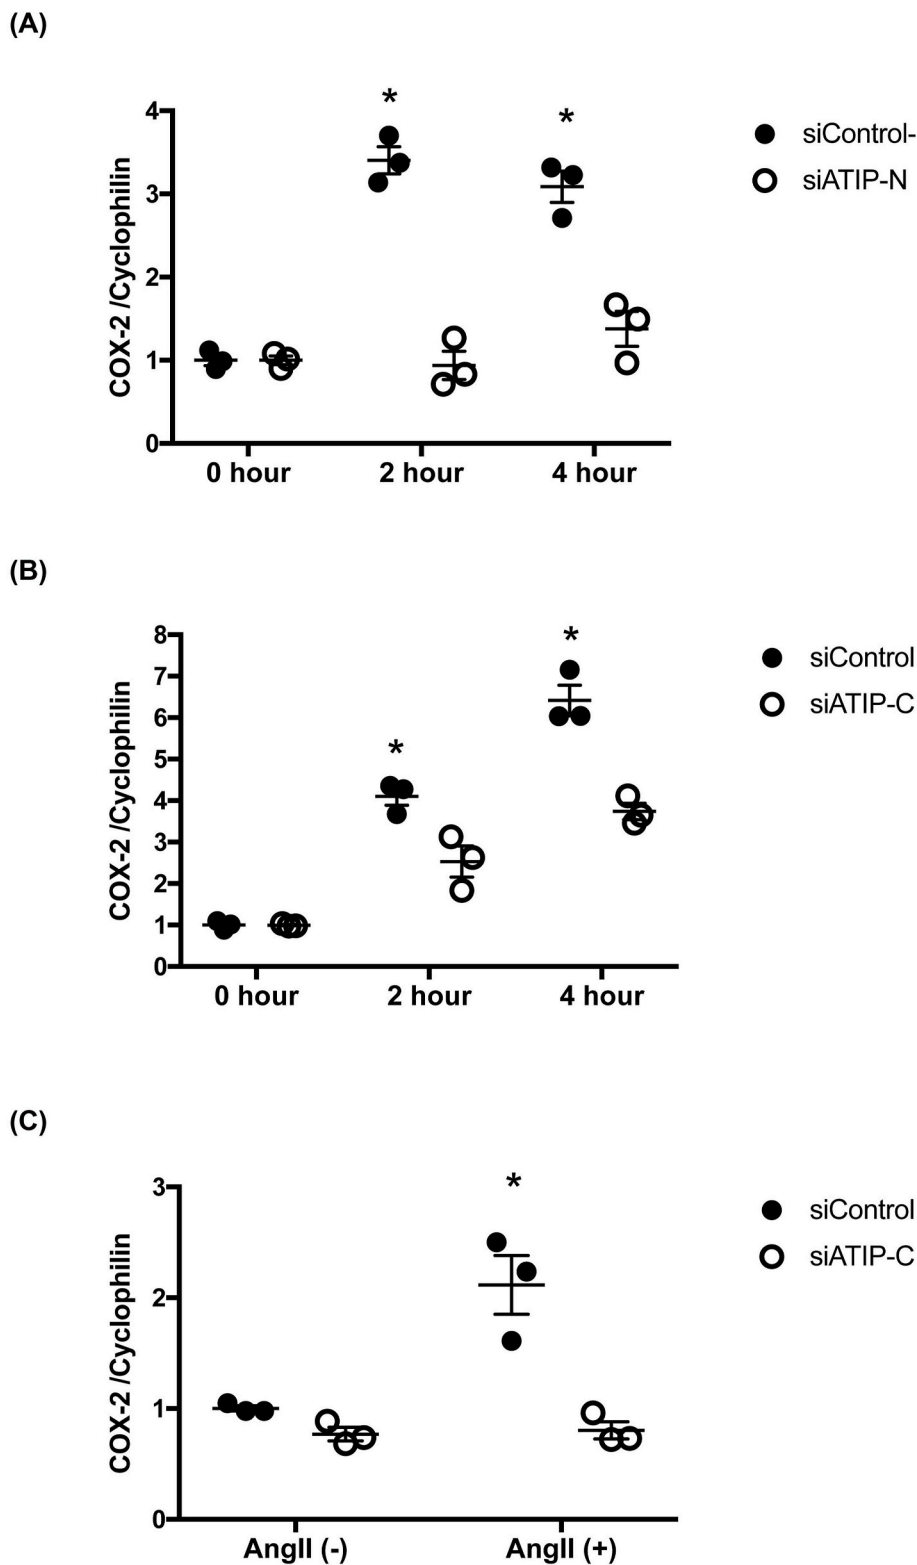 (A)
*
*
4
3
2
1
0
COX-2 /Cyclophilin
0 hour
2 hour
4 hour
siControl-
siATIP-N
(B)
*
*
8
7
6
5
4
3
2
1
0
COX-2 /Cyclophilin
0 hour
2 hour
4 hour
siControl
siATIP-C
(C)
*
3
2
1
0
COX-2 /Cyclophilin
AngII (-)
AngII (+)
siControl
siATIP-C